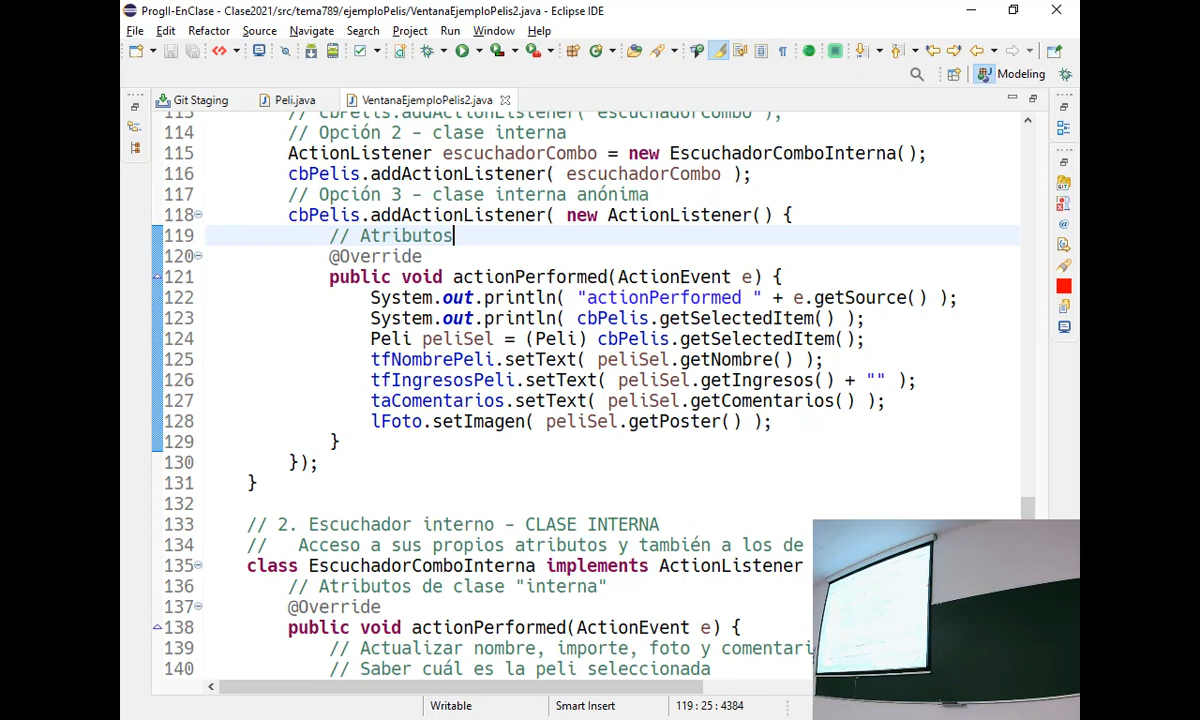 ProgII-EnClase - Clase2021/src/tema789/ejemploPelis/VentanaEjemploPelis2.java - Eclipse IDE
File Edit Refactor Source Navigate Search Project Run Window Help
Modeling
Git Staging Peli.java VentanaEjemploPelis2.java
113 // cbPelis.addActionListener( escuchadorCombo );
114 // Opción 2 - clase interna
115 ActionListener escuchadorCombo = new EscuchadorComboInterna();
116 cbPelis.addActionListener( escuchadorCombo );
117 // Opción 3 - clase interna anónima
118 cbPelis.addActionListener( new ActionListener() {
119 // Atributos
120 @Override
121 public void actionPerformed(ActionEvent e) {
122 System.out.println( "actionPerformed " + e.getSource() );
123 System.out.println( cbPelis.getSelectedItem() );
124 Peli peliSel = (Peli) cbPelis.getSelectedItem();
125 tfNombrePeli.setText( peliSel.getNombre() );
126 tfIngresosPeli.setText( peliSel.getIngresos() + "" );
127 taComentarios.setText( peliSel.getComentarios() );
128 lFoto.setImagen( peliSel.getPoster() );
129 }
130 });
131 }
132
133 // 2. Escuchador interno - CLASE INTERNA
134 // Acceso a sus propios atributos y también a los de
135 class EscuchadorComboInterna implements ActionListener
136 // Atributos de clase "interna"
137 @Override
138 public void actionPerformed(ActionEvent e) {
139 // Actualizar nombre, importe, foto y comentari
140 // Saber cuál es la peli seleccionada
Writable Smart Insert 119 : 25 : 4384